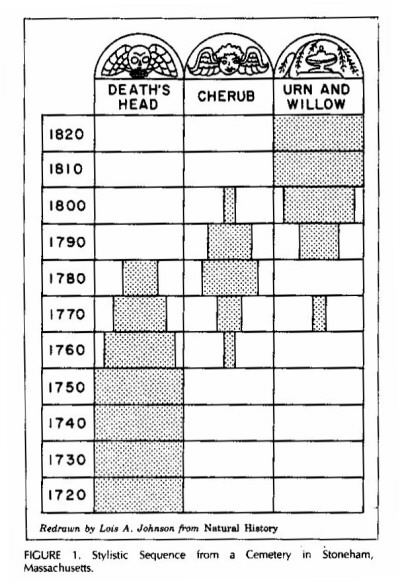 DEATH'S
HEAD
CHERUB
URN AND
WILLOW
1820
1810
1800
1790
1780
1770
1760
1750
1740
1730
1720
Redrawn by Lois A. Johnson from Natural History
FIGURE 1. Stylistic Sequence from a Cemetery in Stoneham,
Massachusetts.